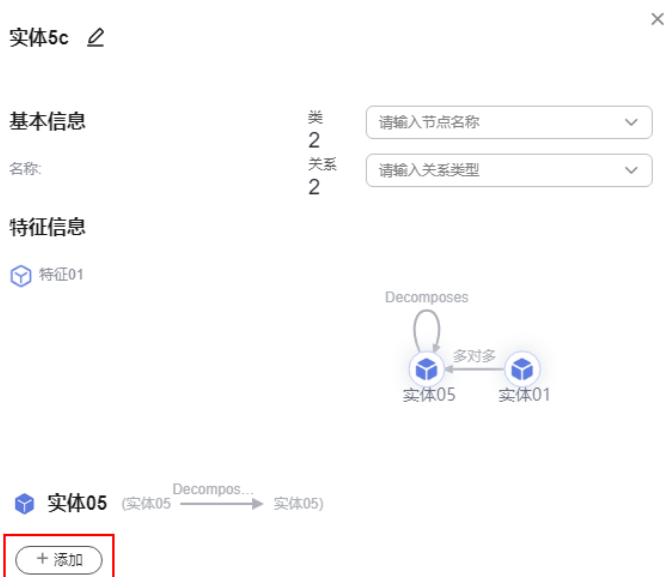 实体5c
基本信息
类
2
请输入节点名称
名称:
关系
2
请输入关系类型
特征信息
特征01
Decomposes
多对多
实体05
实体01
实体05 (实体05 Decompos... 实体05)
+ 添加